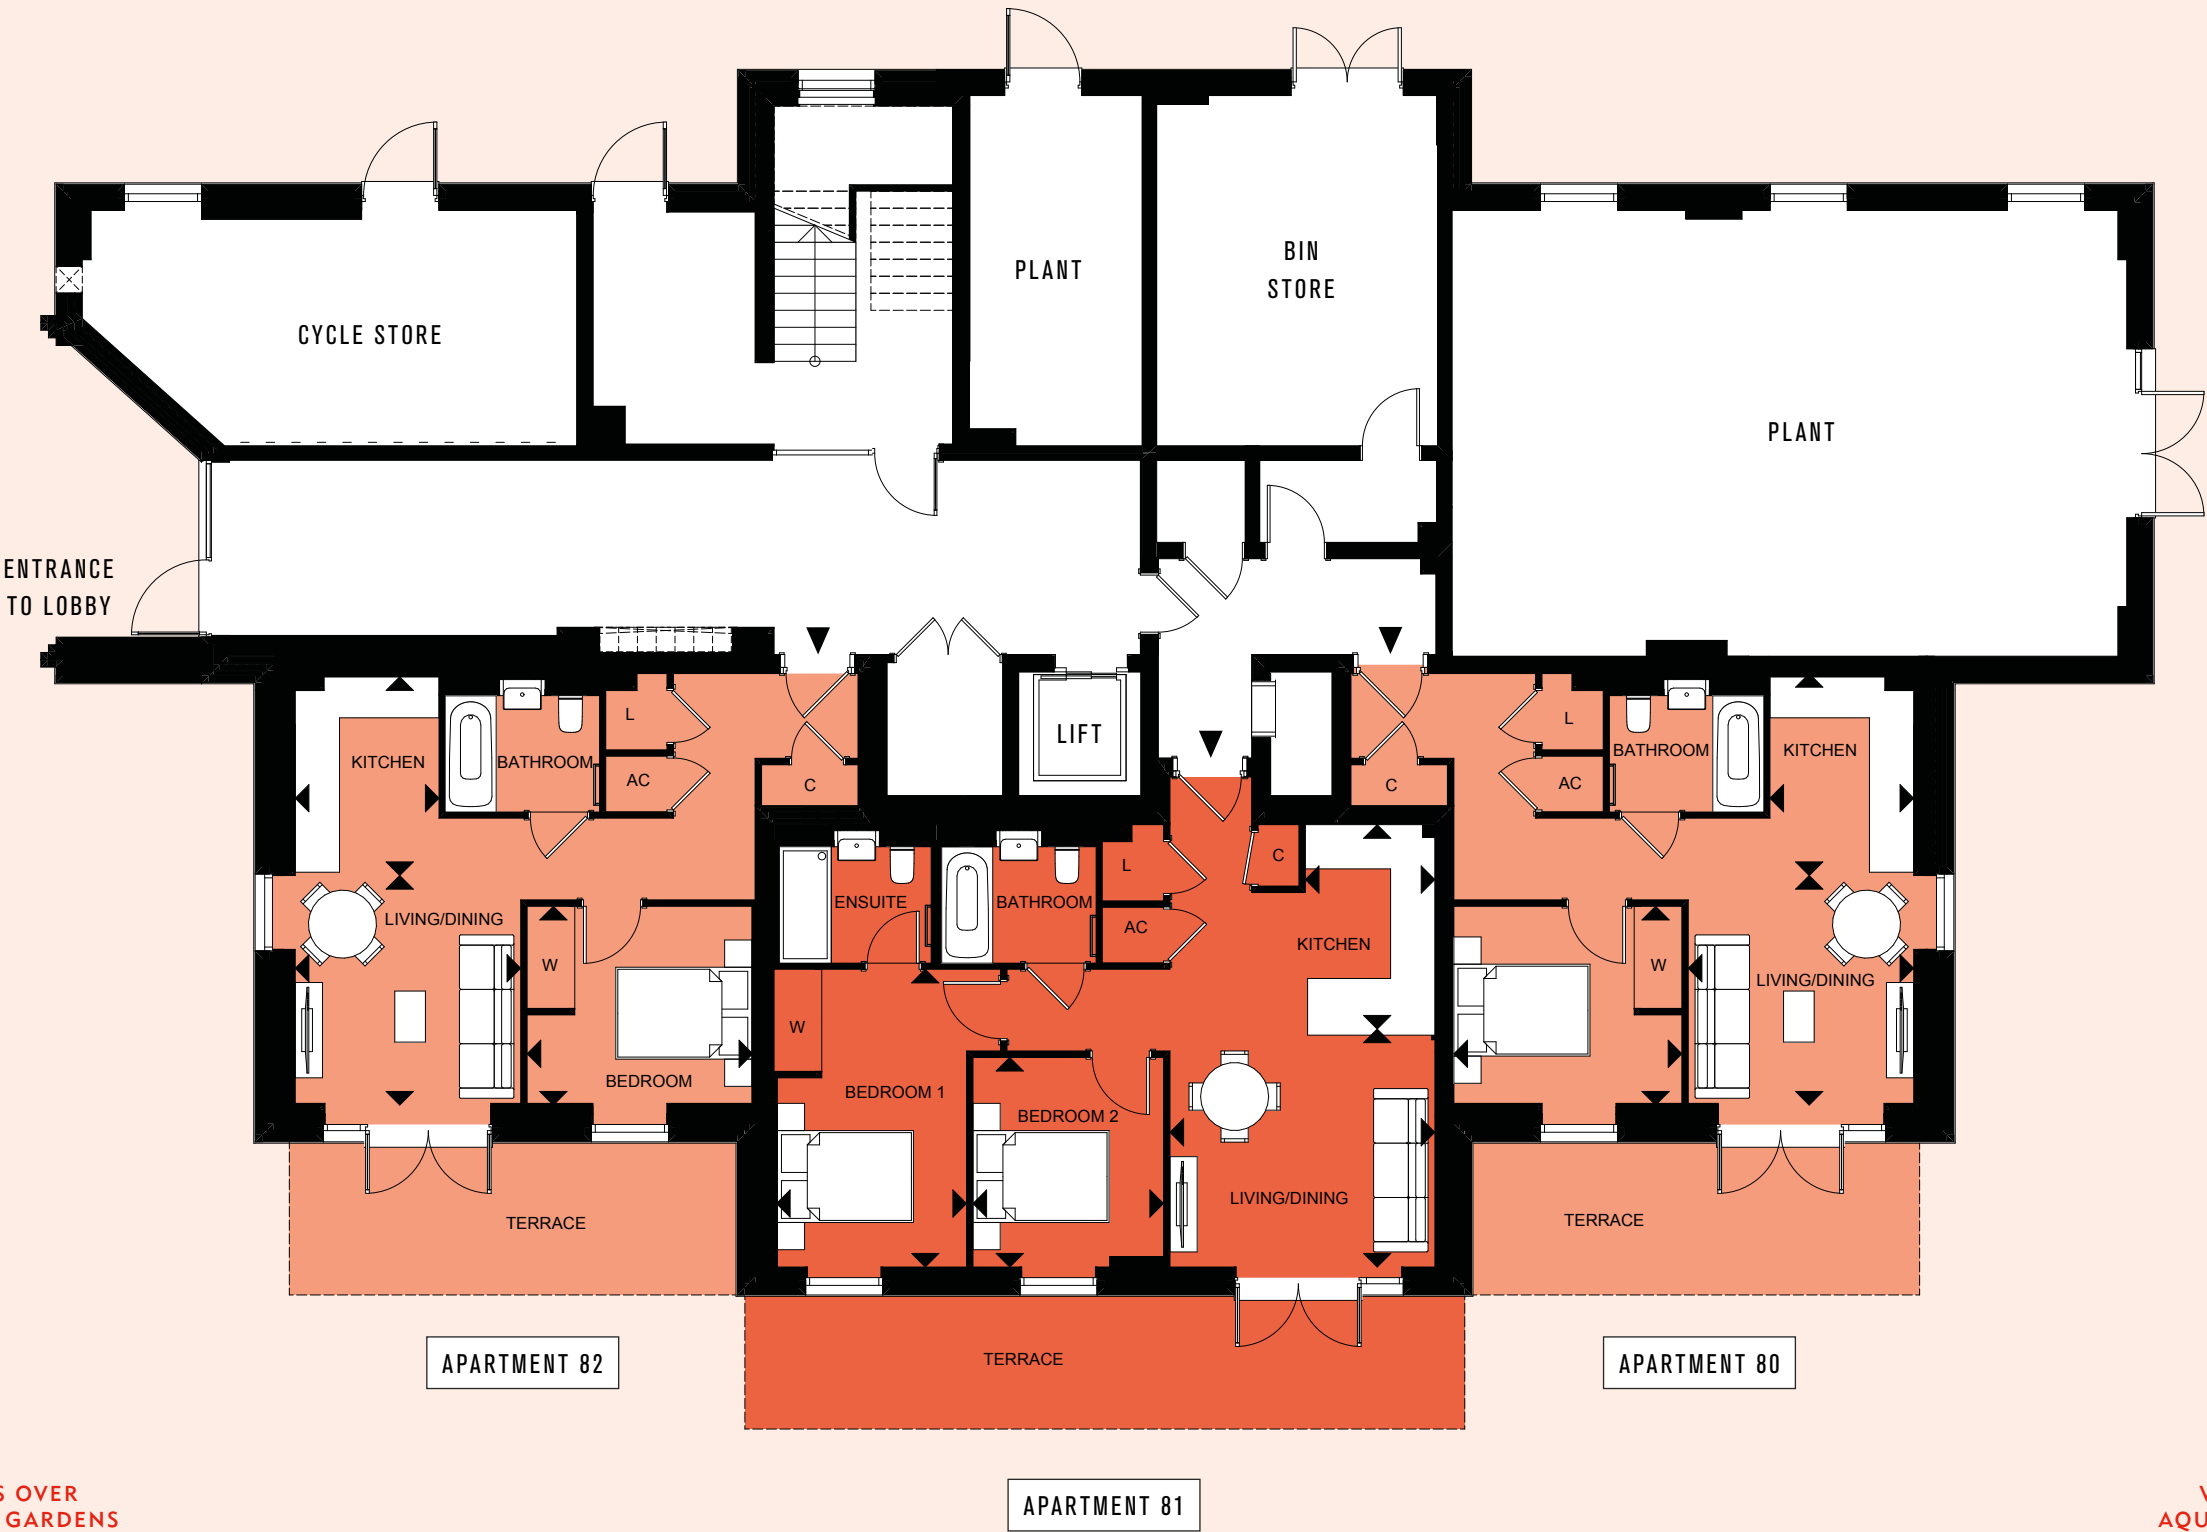 PLANT
BIN
STORE
CYCLE STORE
PLANT
ENTRANCE
TO LOBBY
LIFT
L
KITCHEN
BATHROOM
AC
C
LIVING/DINING
W
BEDROOM
TERRACE
APARTMENT 82
ENSUITE
BATHROOM
L
AC
C
KITCHEN
W
BEDROOM 1
BEDROOM 2
LIVING/DINING
TERRACE
APARTMENT 81
L
BATHROOM
KITCHEN
AC
C
W
LIVING/DINING
TERRACE
APARTMENT 80
OVER
GARDENS